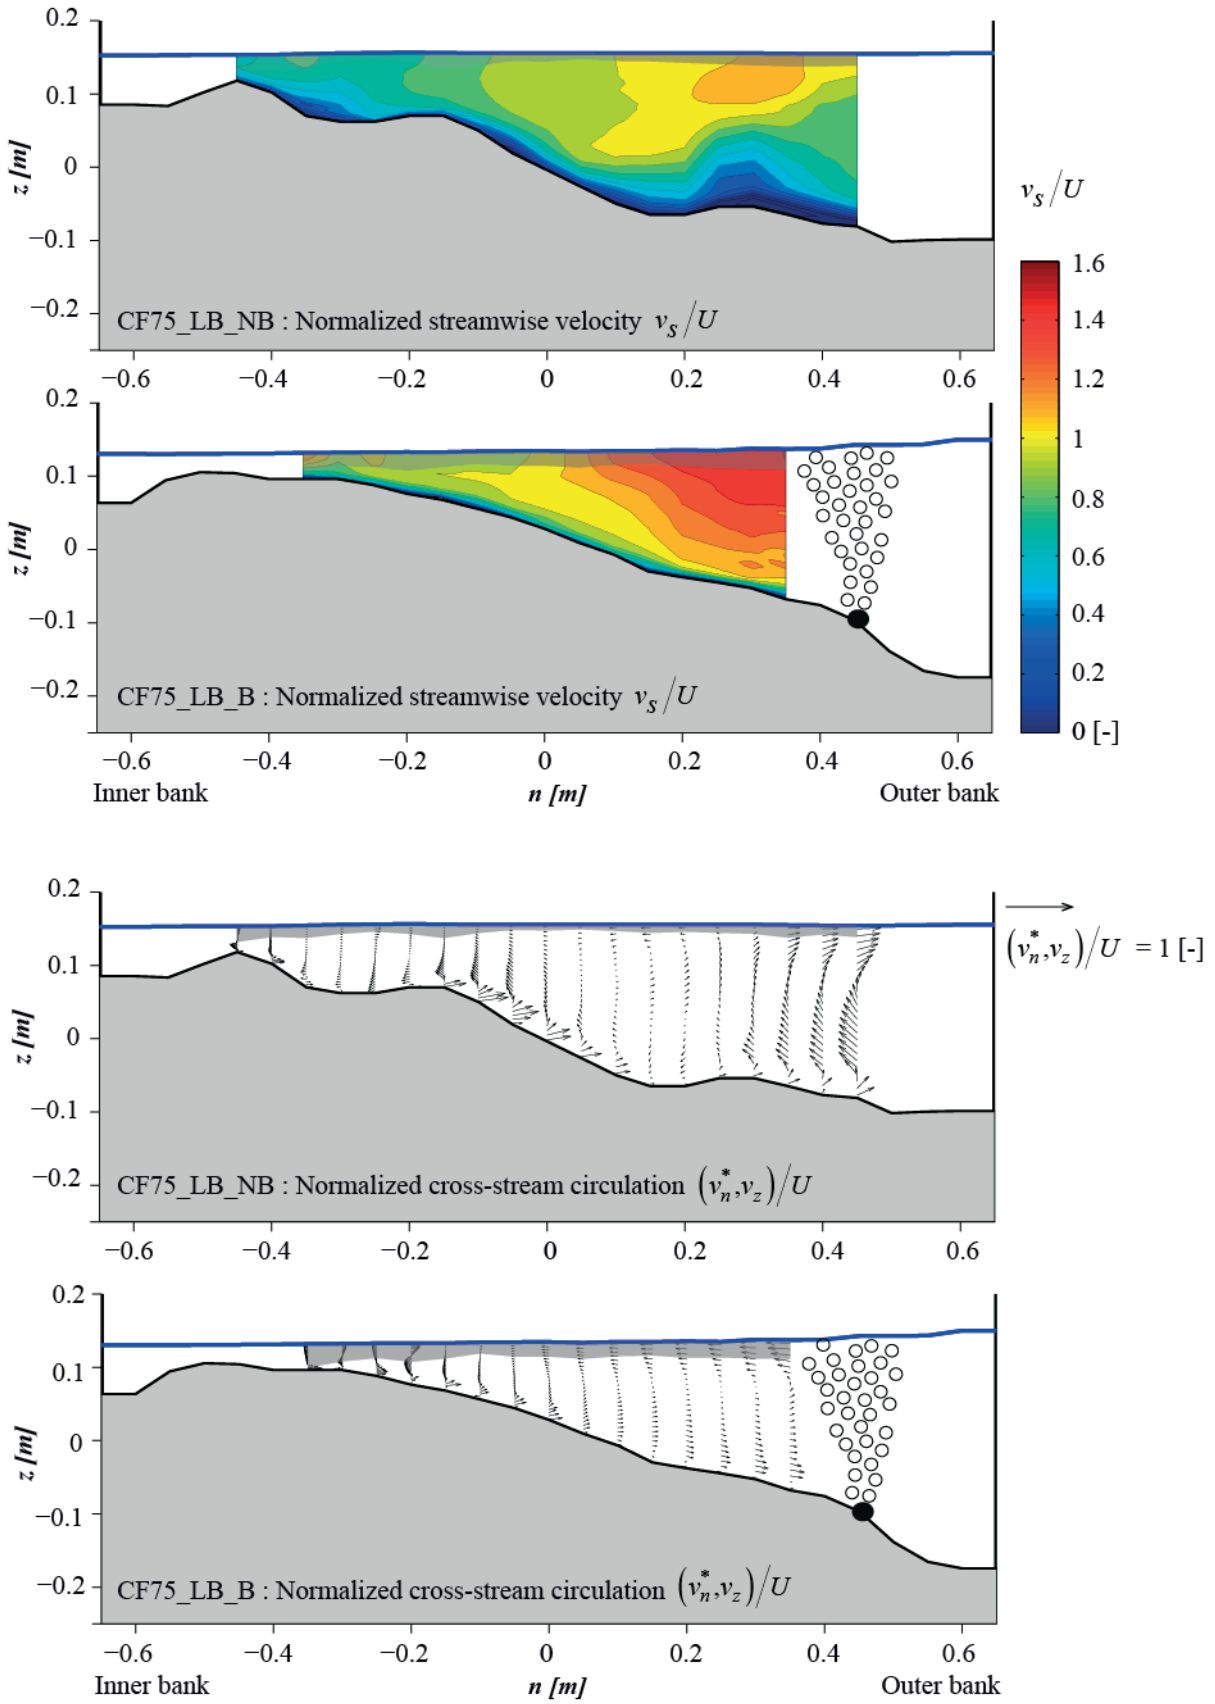 0.2
0.1
0
−0.1
−0.2
z [m]
CF75_LB_NB : Normalized streamwise velocity v_s/U
−0.6 −0.4 −0.2 0 0.2 0.4 0.6
v_s/U
1.6
1.4
1.2
1
0.8
0.6
0.4
0.2
0 [-]
0.2
0.1
0
−0.1
−0.2
z [m]
CF75_LB_B : Normalized streamwise velocity v_s/U
−0.6 −0.4 −0.2 0 0.2 0.4 0.6
Inner bank n [m] Outer bank
0.2
0.1
0
−0.1
−0.2
z [m]
(v_n^*,v_z)/U = 1 [-]
CF75_LB_NB : Normalized cross-stream circulation (v_n^*,v_z)/U
−0.6 −0.4 −0.2 0 0.2 0.4 0.6
0.2
0.1
0
−0.1
−0.2
z [m]
CF75_LB_B : Normalized cross-stream circulation (v_n^*,v_z)/U
−0.6 −0.4 −0.2 0 0.2 0.4 0.6
Inner bank n [m] Outer bank